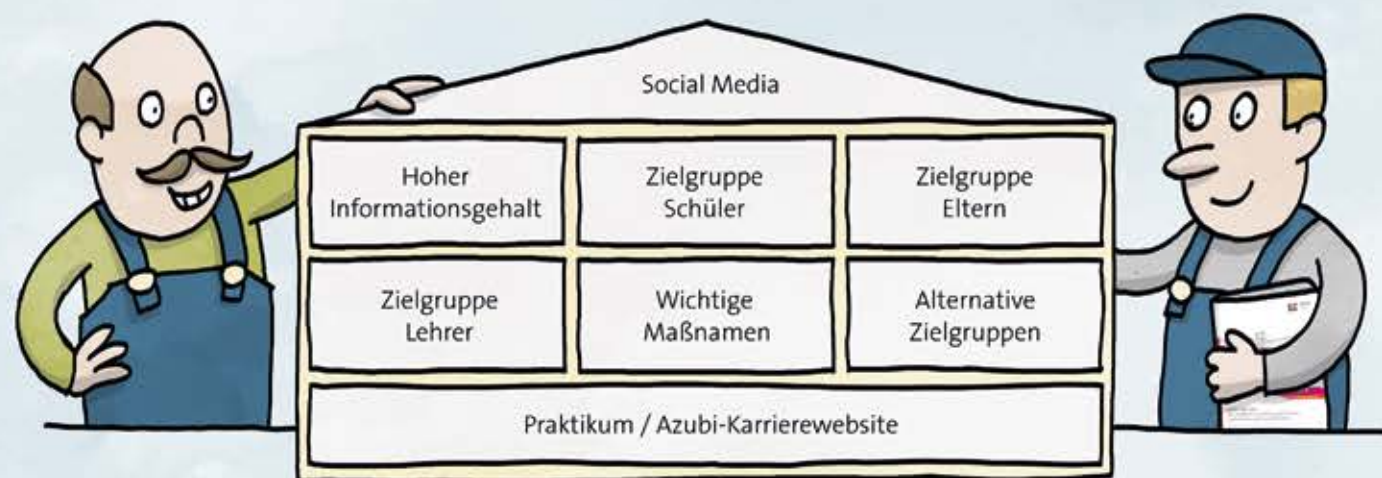 Social Media
Hoher
Informationsgehalt
Zielgruppe
Schüler
Zielgruppe
Eltern
Zielgruppe
Lehrer
Wichtige
Maßnamen
Alternative
Zielgruppen
Praktikum / Azubi-Karrierewebsite